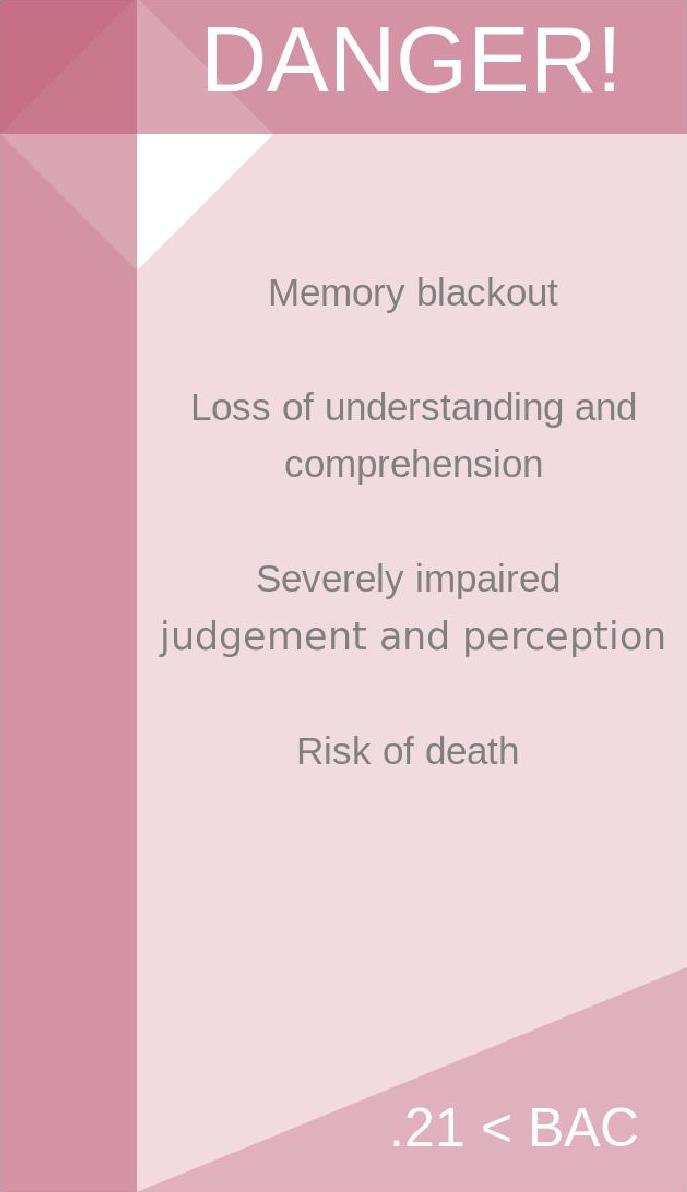 DANGER!
Memory blackout
Loss of understanding and
comprehension
Severely impaired
judgement and perception
Risk of death
.21 < BAC